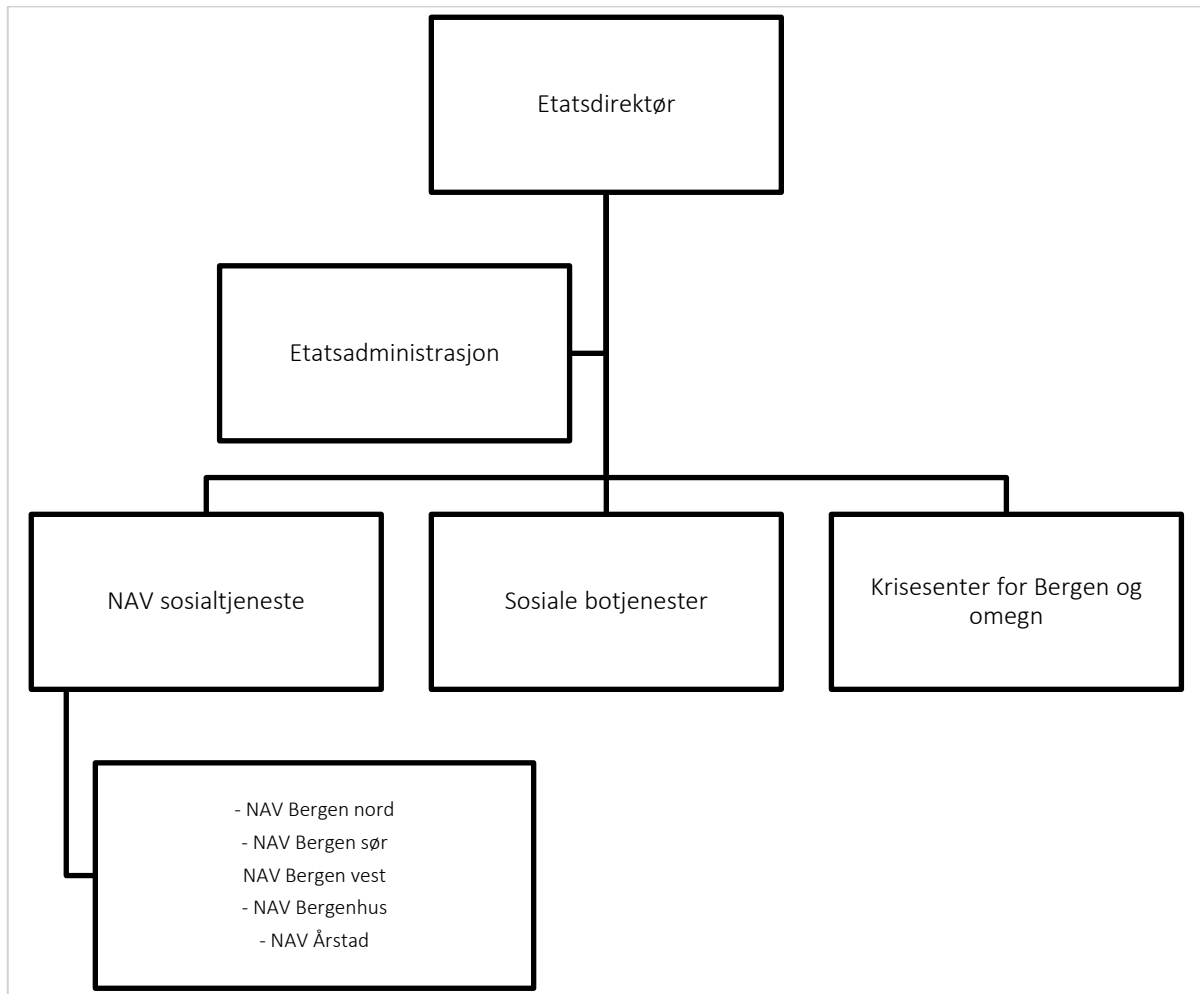 Etatsdirektør
Etatsadministrasjon
NAV sosialtjeneste
Sosiale botjenester
Krisesenter for Bergen og
omegn
- NAV Bergen nord
- NAV Bergen sør
NAV Bergen vest
- NAV Bergenhus
- NAV Årstad